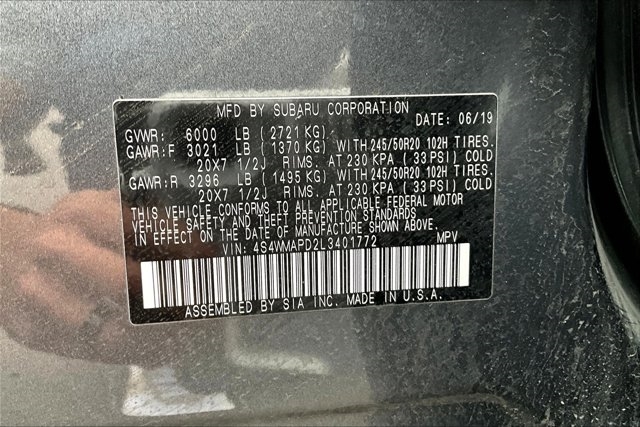 MFD BY SUBARU CORPORATION DATE: 06/19
GVWR: 6000 LB (2721 KG)
GAWR:F 3021 LB (1370 KG) WITH 245/50R20 102H TIRES.
20X7 1/2J RIMS. AT 230 KPA (33 PSI) COLD
GAWR:R 3296 LB (1495 KG) WITH 245/50R20 102H TIRES.
20X7 1/2J RIMS. AT 230 KPA (33 PSI) COLD
THIS VEHICLE CONFORMS TO ALL APPLICABLE FEDERAL MOTOR
VEHICLE SAFETY AND THEFT PREVENTION STANDARDS
IN EFFECT ON THE DATE OF MANUFACTURE SHOWN ABOVE.
VIN: 4S4WMAPD2L3401772 MPV
ASSEMBLED BY SIA INC. MADE IN U.S.A.